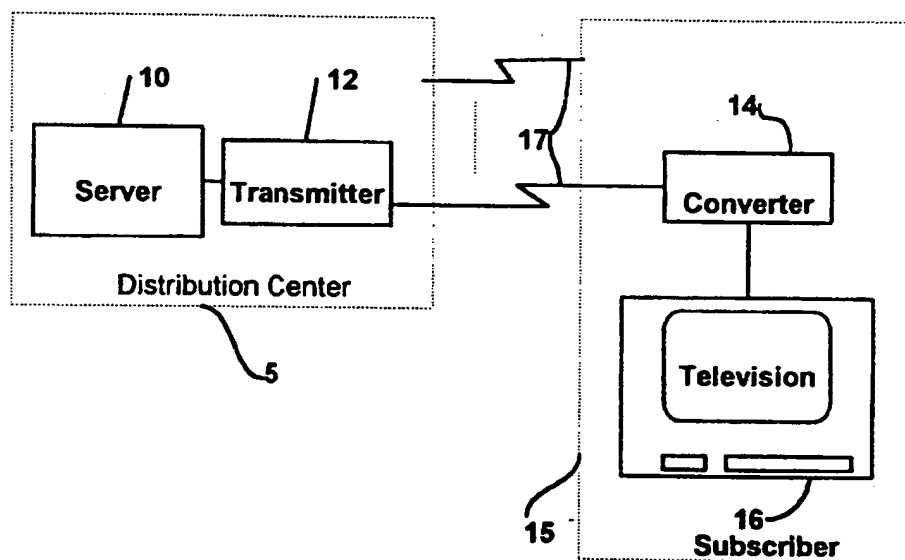 10
12
14
17
Server
Transmitter
Converter
Distribution Center
5
Television
15
16
Subscriber